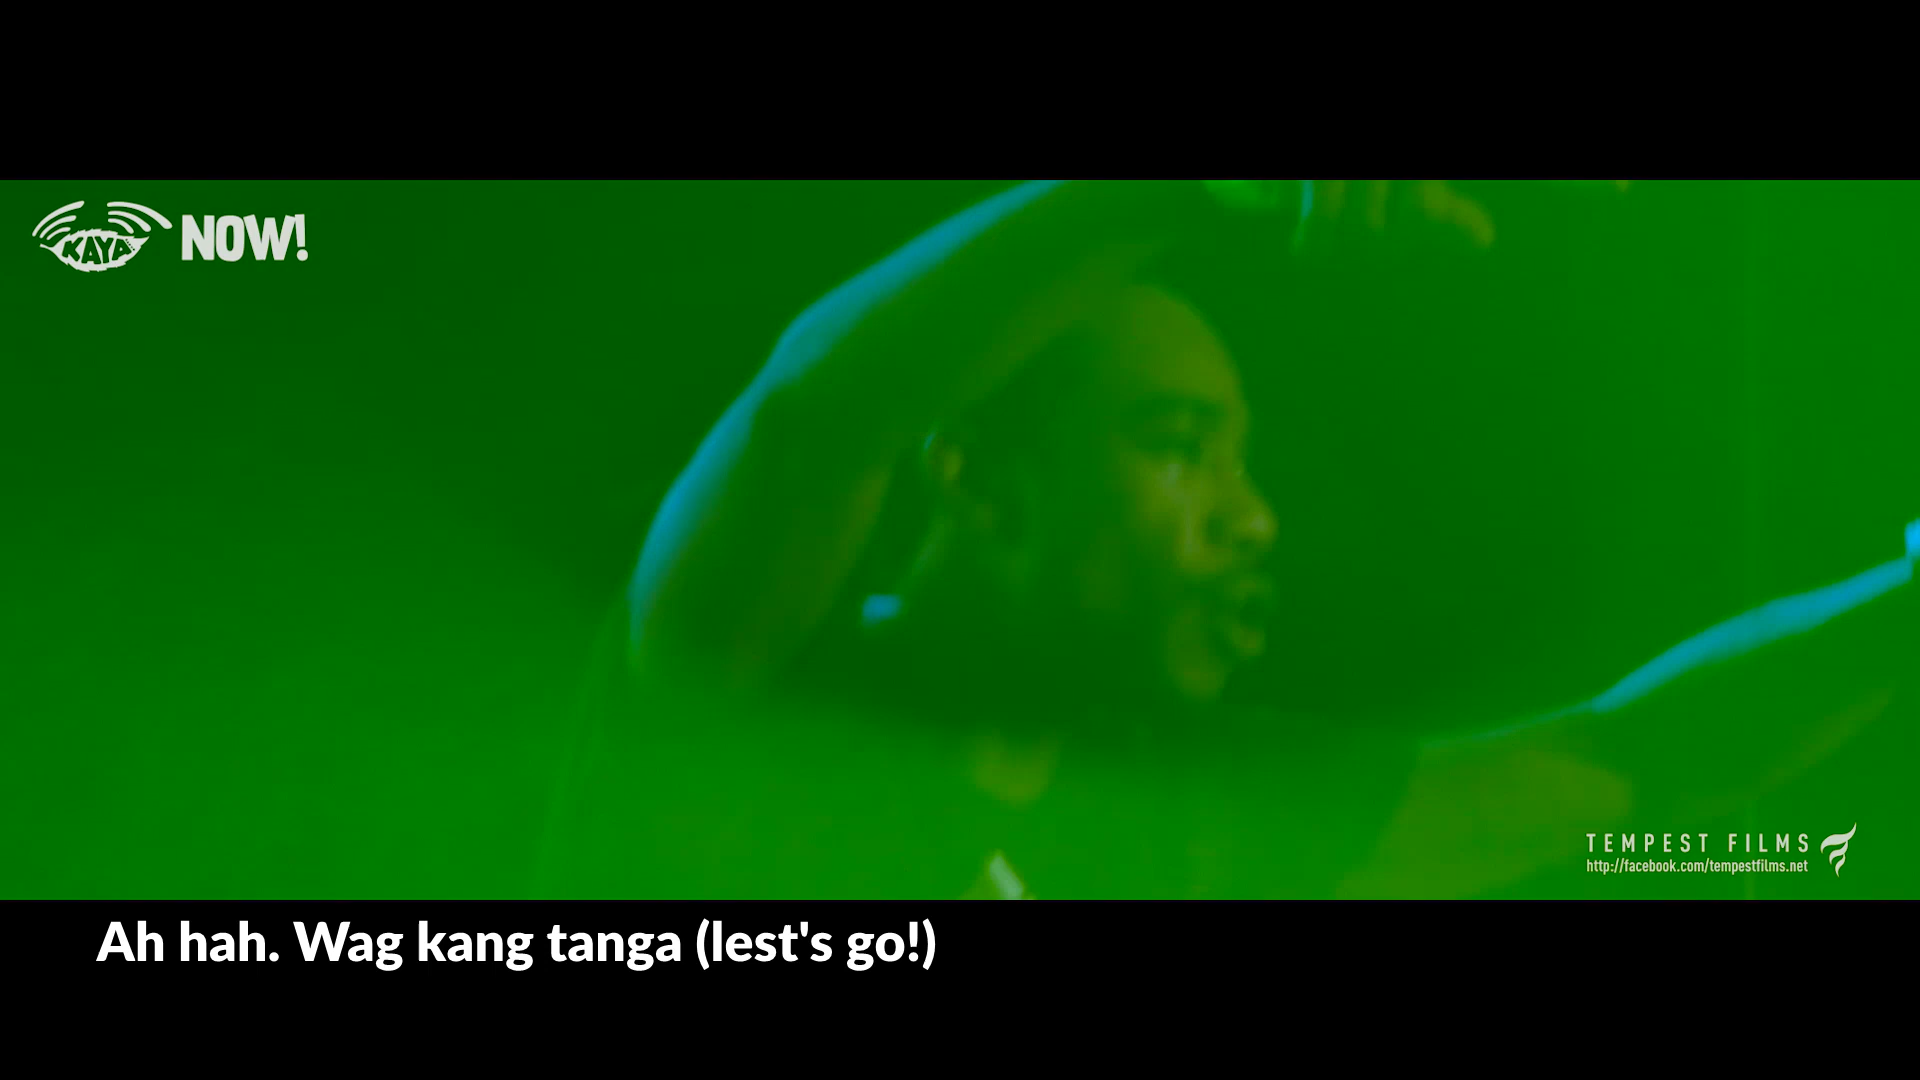 KAYA NOW!
TEMPEST FILMS
http://facebook.com/tempestfilms.net
Ah hah. Wag kang tanga (lest's go!)